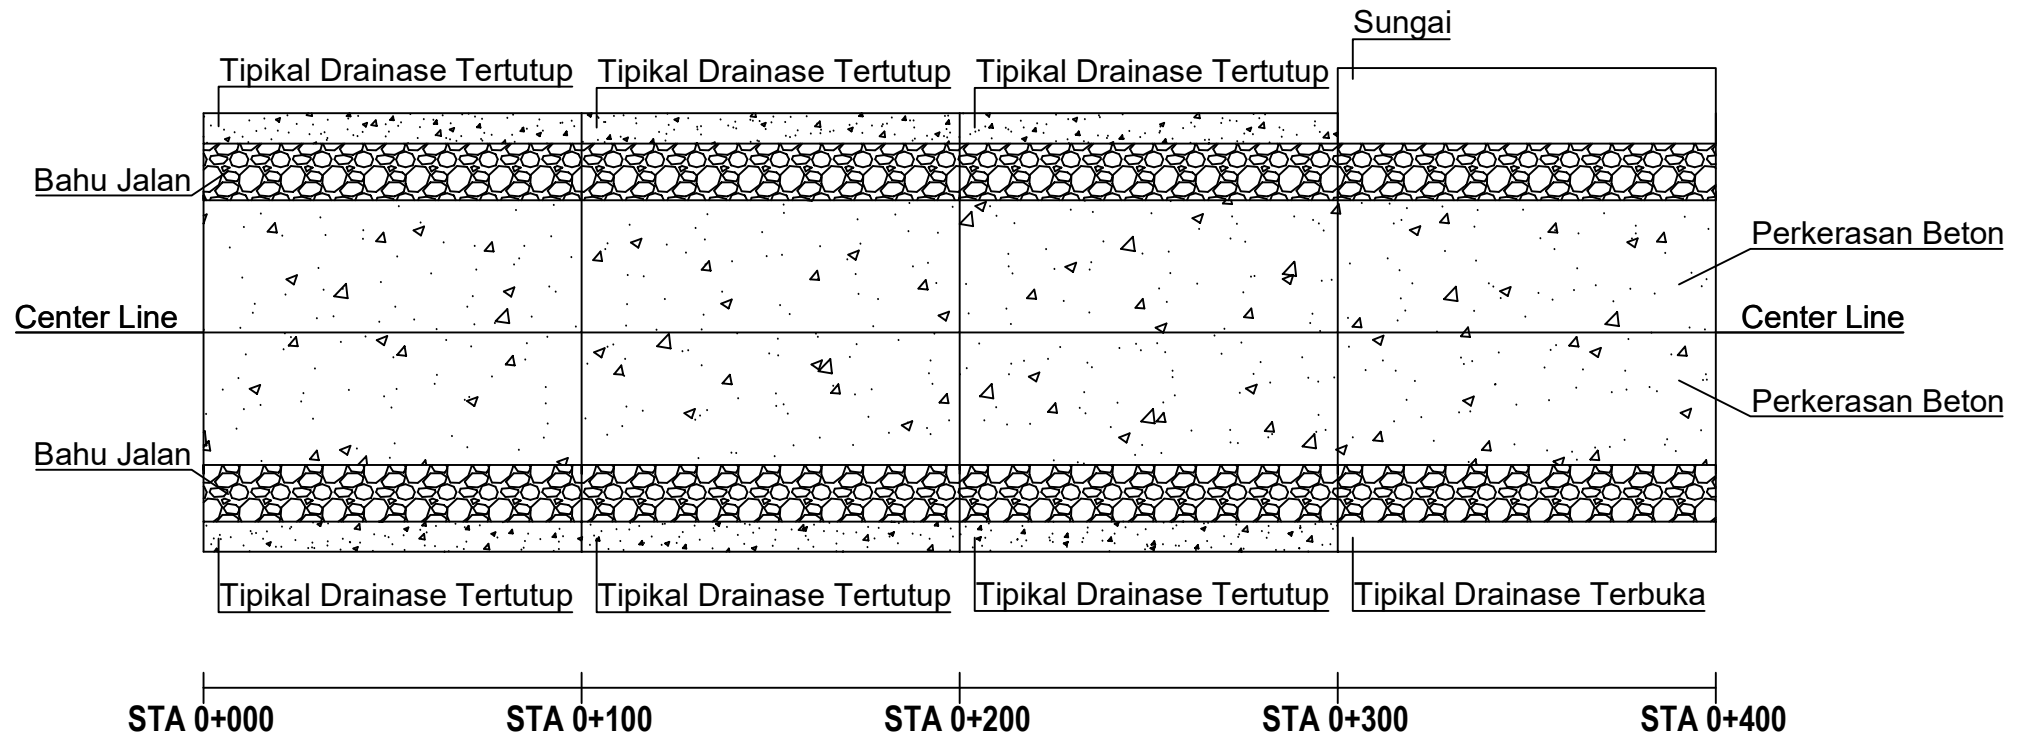 Sungai
Tipikal Drainase Tertutup
Tipikal Drainase Tertutup
Tipikal Drainase Tertutup
Bahu Jalan
Perkerasan Beton
Center Line
Center Line
Perkerasan Beton
Bahu Jalan
Tipikal Drainase Tertutup
Tipikal Drainase Tertutup
Tipikal Drainase Tertutup
Tipikal Drainase Terbuka
STA 0+000
STA 0+100
STA 0+200
STA 0+300
STA 0+400